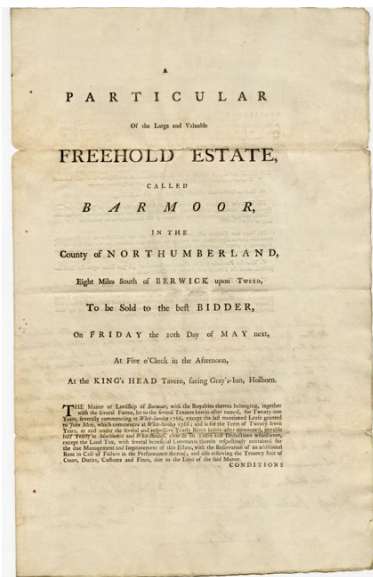 A
PARTICULAR
Of the Large and Valuable
FREEHOLD ESTATE,
CALLED
BARMOOR,
IN THE
County of NORTHUMBERLAND,
Eight Miles South of BERWICK upon TWEED,
To be Sold to the best BIDDER,
On FRIDAY the 20th Day of MAY next,
At Five o'Clock in the Afternoon,
At the KING's HEAD Tavern, facing Gray's-Inn, Holborn.
THE Manor or Lordship of Barmoor, with the Royalties thereto belonging, together
with the several Farms, let to the several Tenants herein after named, for Twenty one
Years, severally commencing at Whit-Sunday 1766, except the last mentioned Lease granted
to John, which commences at Whit-Sunday, and is for the Term of Twenty seven
Years, at and under the several and respective Yearly Rents herein after mentioned, payable
half Yearly at Martinmas and Whit-Sunday, clear of all Taxes and Deductions whatsoever,
except the Land Tax, with several beneficial Covenants therein respectively contained for
the due Management and Improvement of this Estate, with the Reservation of an additional
Rent in Case of Failure in the Performance thereof; and also reserving the Tenancy Suit of
Court, Duties, Customs and Fines, due to the Lord of the said Manor.
CONDITIONS